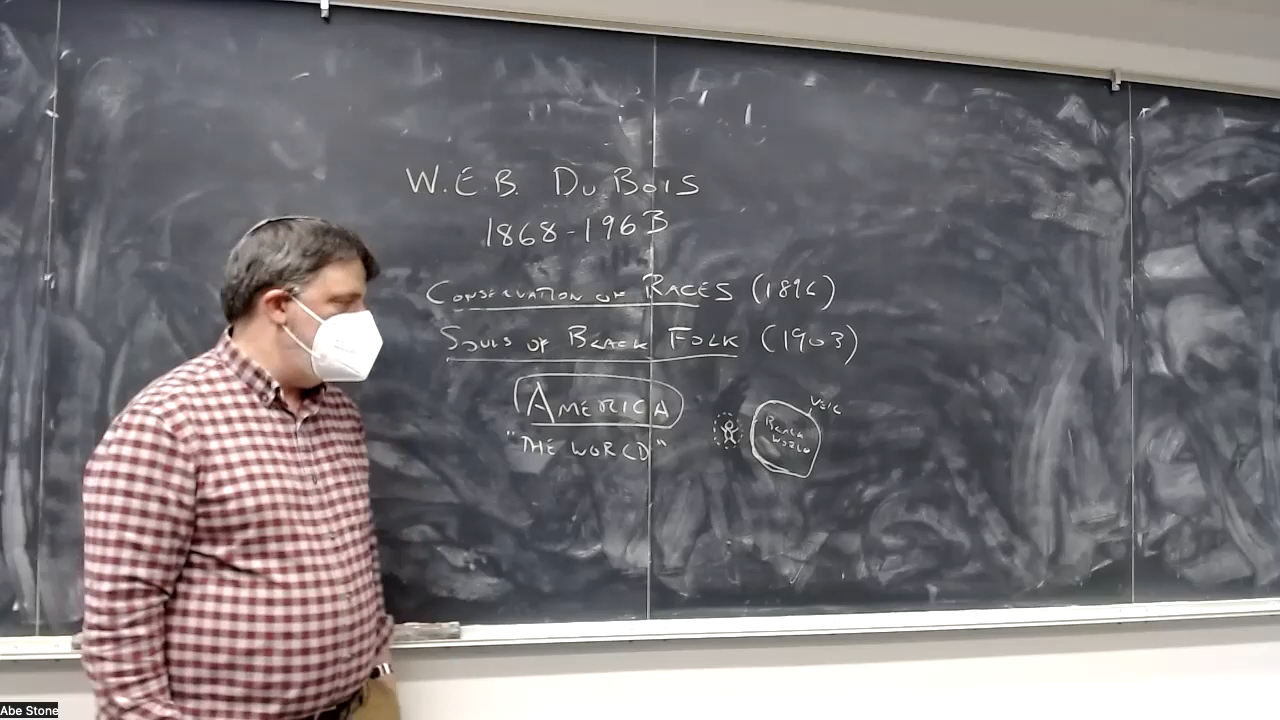 W.E.B. Du Bois
1868-1963
Conservation of Races (1896)
Souls of Black Folk (1903)
America
"The World"
Veil
Black
World
Abe Stone